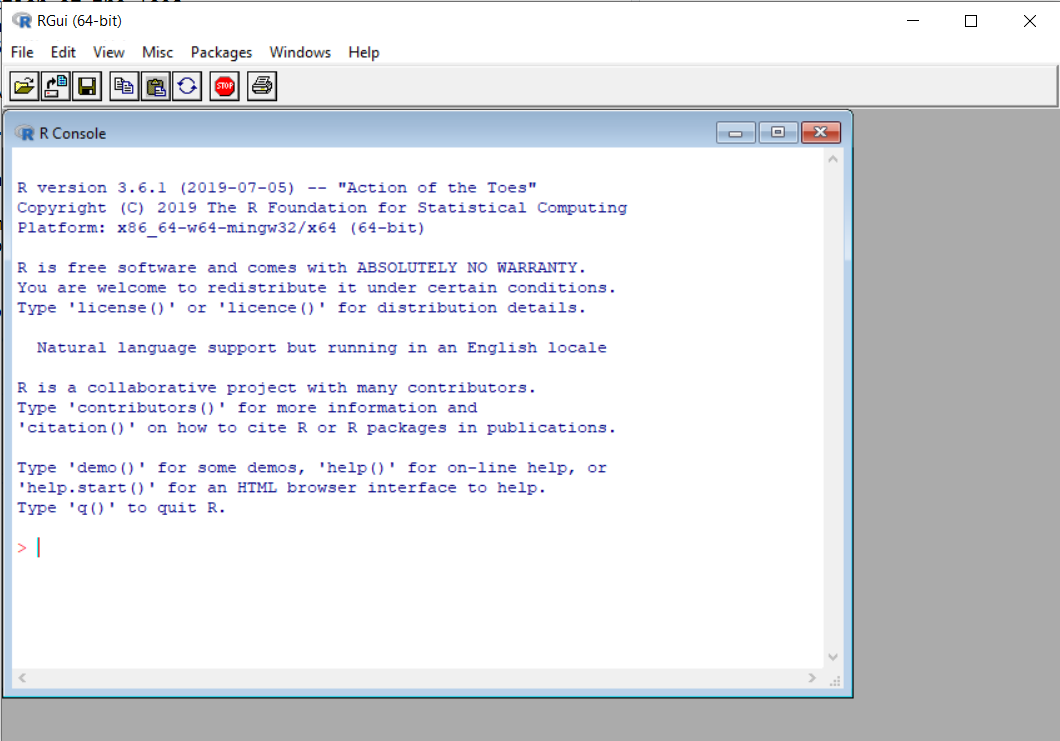 RGui (64-bit)
File Edit View Misc Packages Windows Help
STOP
R Console
R version 3.6.1 (2019-07-05) -- "Action of the Toes"
Copyright (C) 2019 The R Foundation for Statistical Computing
Platform: x86_64-w64-mingw32/x64 (64-bit)
R is free software and comes with ABSOLUTELY NO WARRANTY.
You are welcome to redistribute it under certain conditions.
Type 'license()' or 'licence()' for distribution details.
Natural language support but running in an English locale
R is a collaborative project with many contributors.
Type 'contributors()' for more information and
'citation()' on how to cite R or R packages in publications.
Type 'demo()' for some demos, 'help()' for on-line help, or
'help.start()' for an HTML browser interface to help.
Type 'q()' to quit R.
>